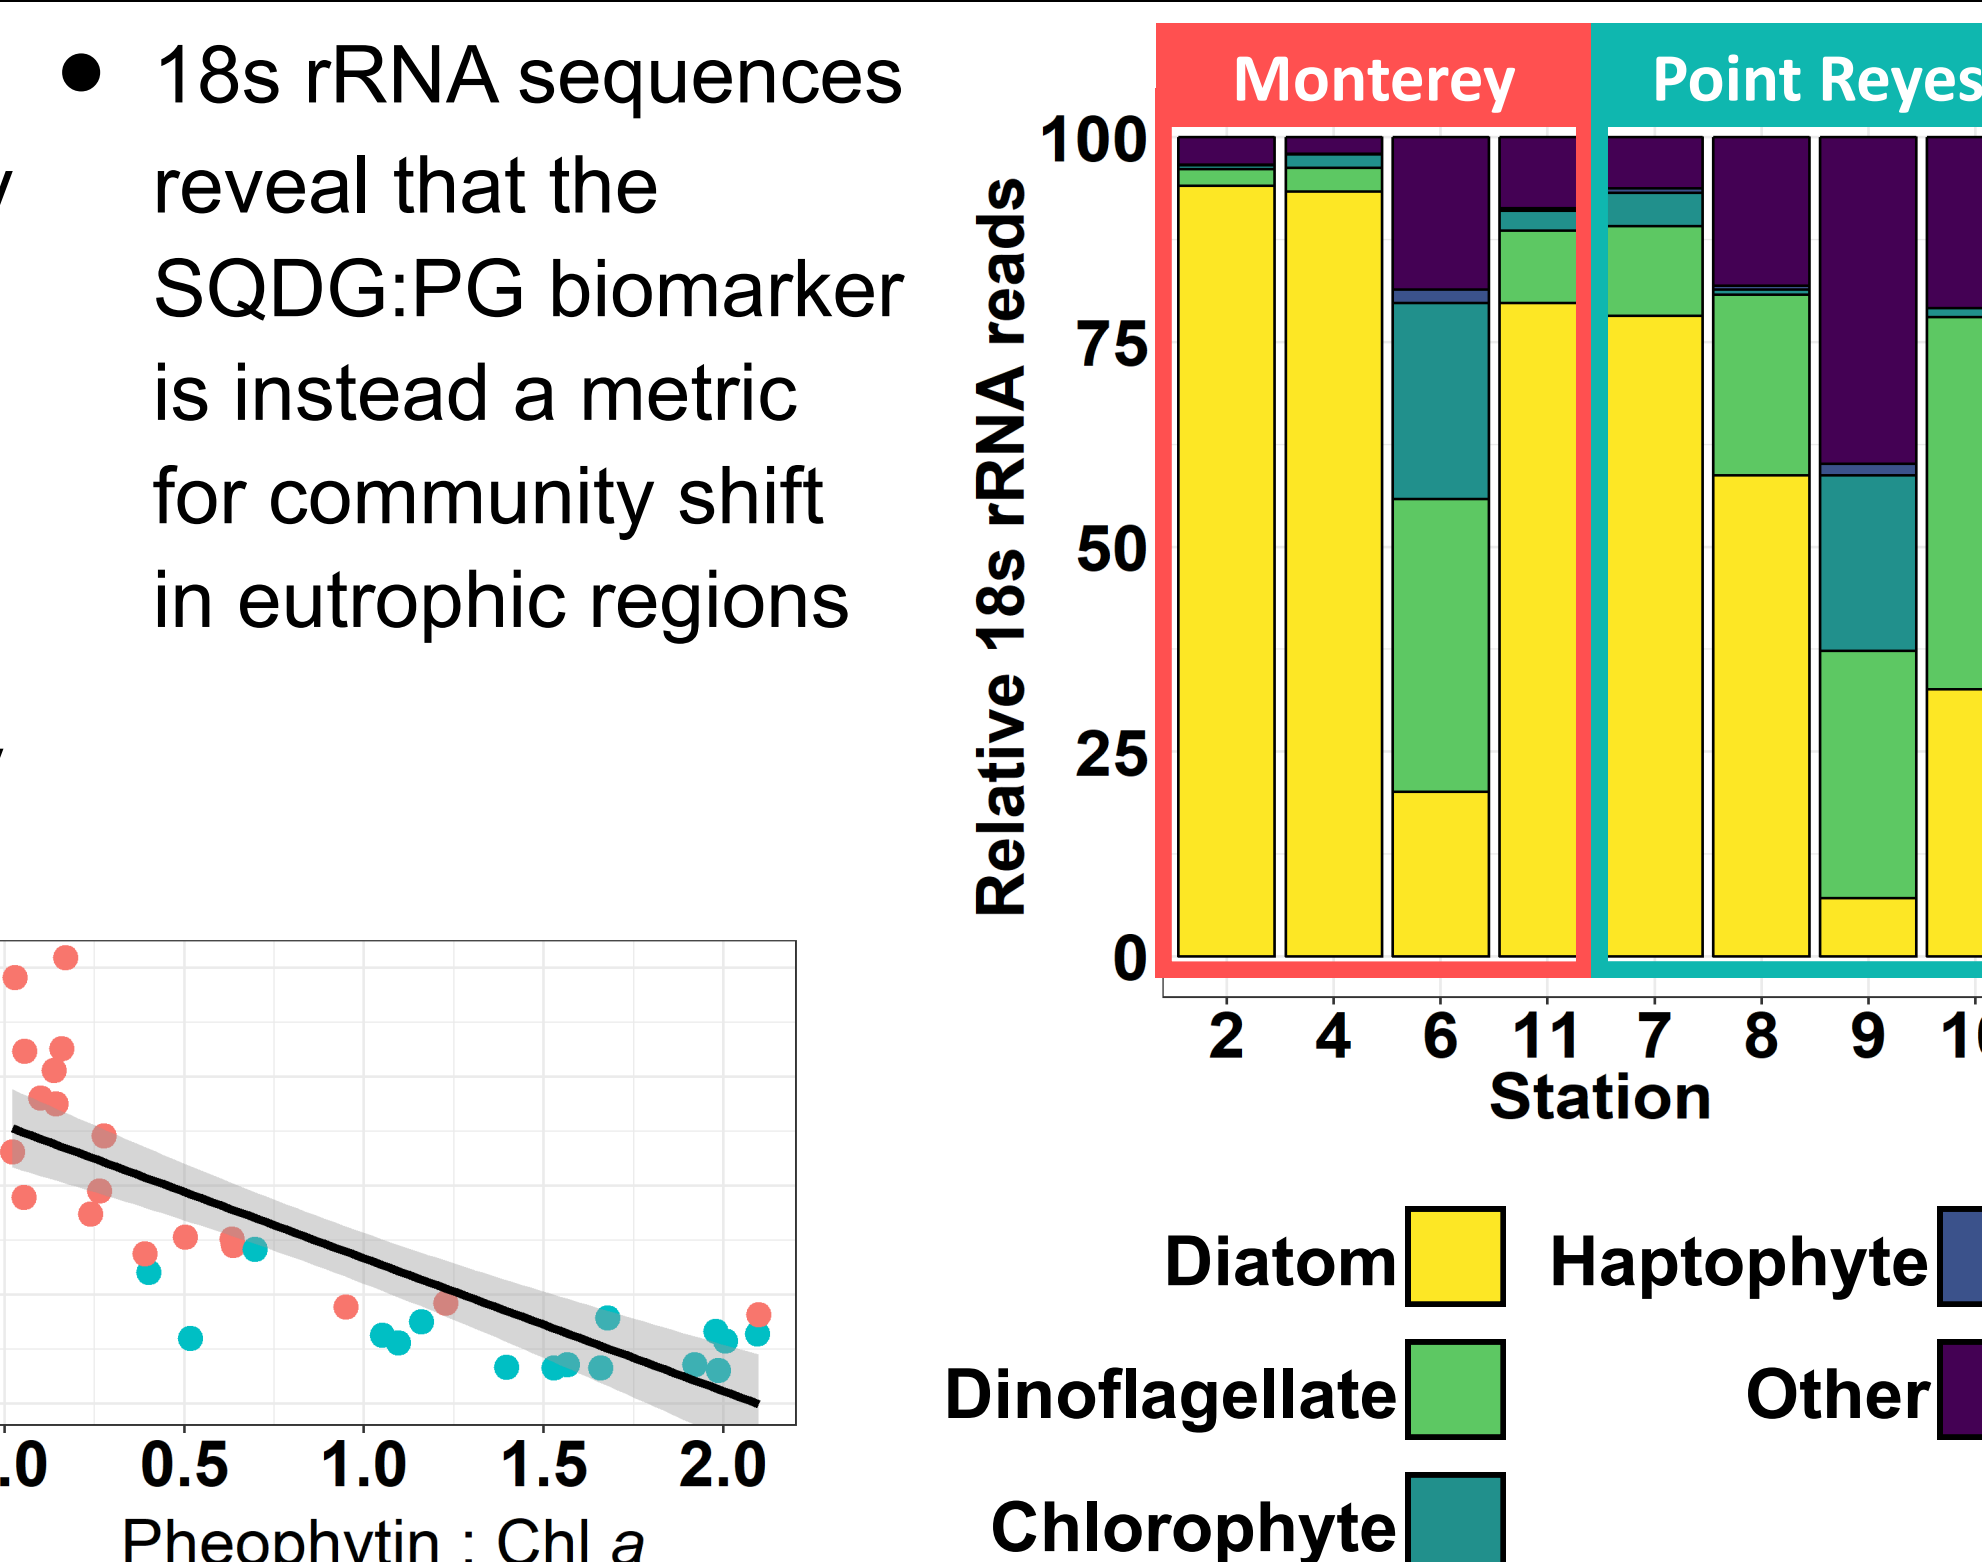 ● 18s rRNA sequences
reveal that the
SQDG:PG biomarker
is instead a metric
for community shift
in eutrophic regions
Monterey
Point Reyes
Relative 18s rRNA reads
100
75
50
25
0
2 4 6 11 7 8 9
Station
Diatom
Haptophyte
Dinoflagellate
Other
Chlorophyte
.0 0.5 1.0 1.5 2.0
Pheophytin : Chl a